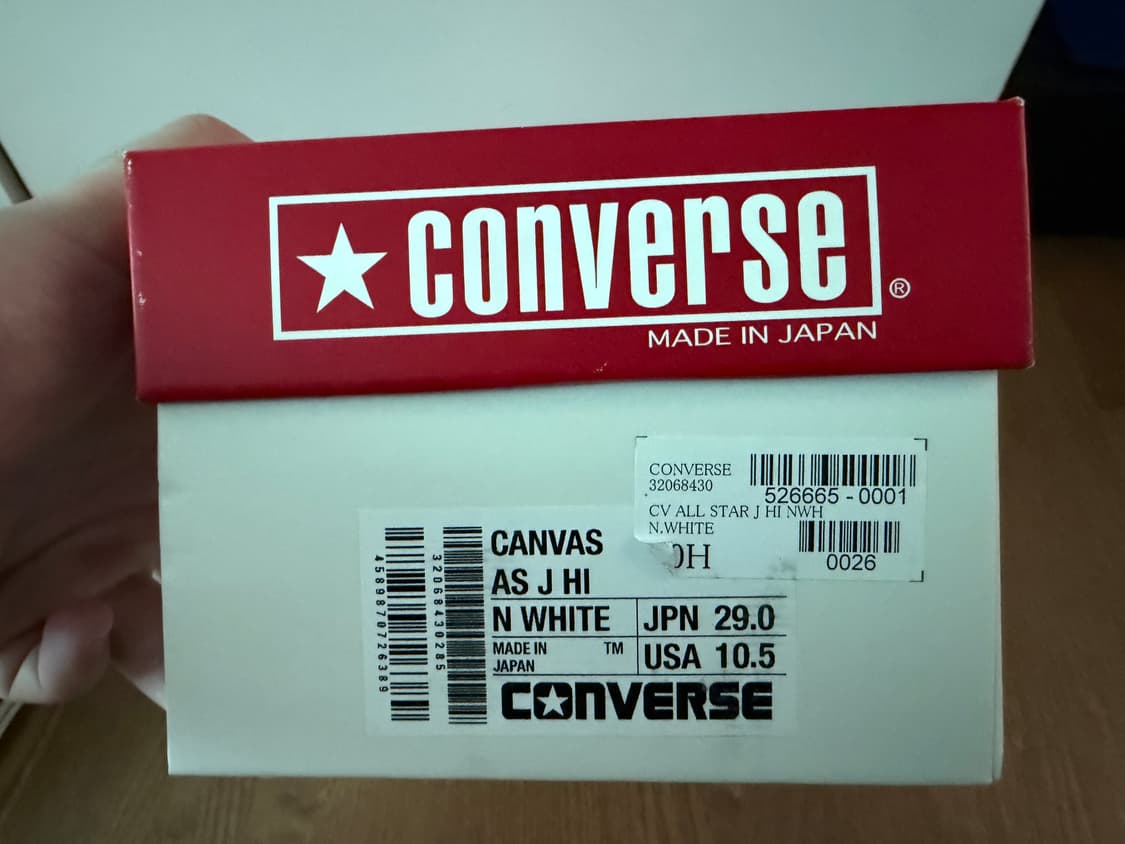 CONVERSE
®
MADE IN JAPAN
CONVERSE
32068430
526665-0001
CV ALL STAR J HI NWH
N.WHITE
0026
CANVAS
AS J HI
N WHITE
JPN 29.0
MADE IN JAPAN
TM
USA 10.5
CONVERSE
4589870726389
32068430285